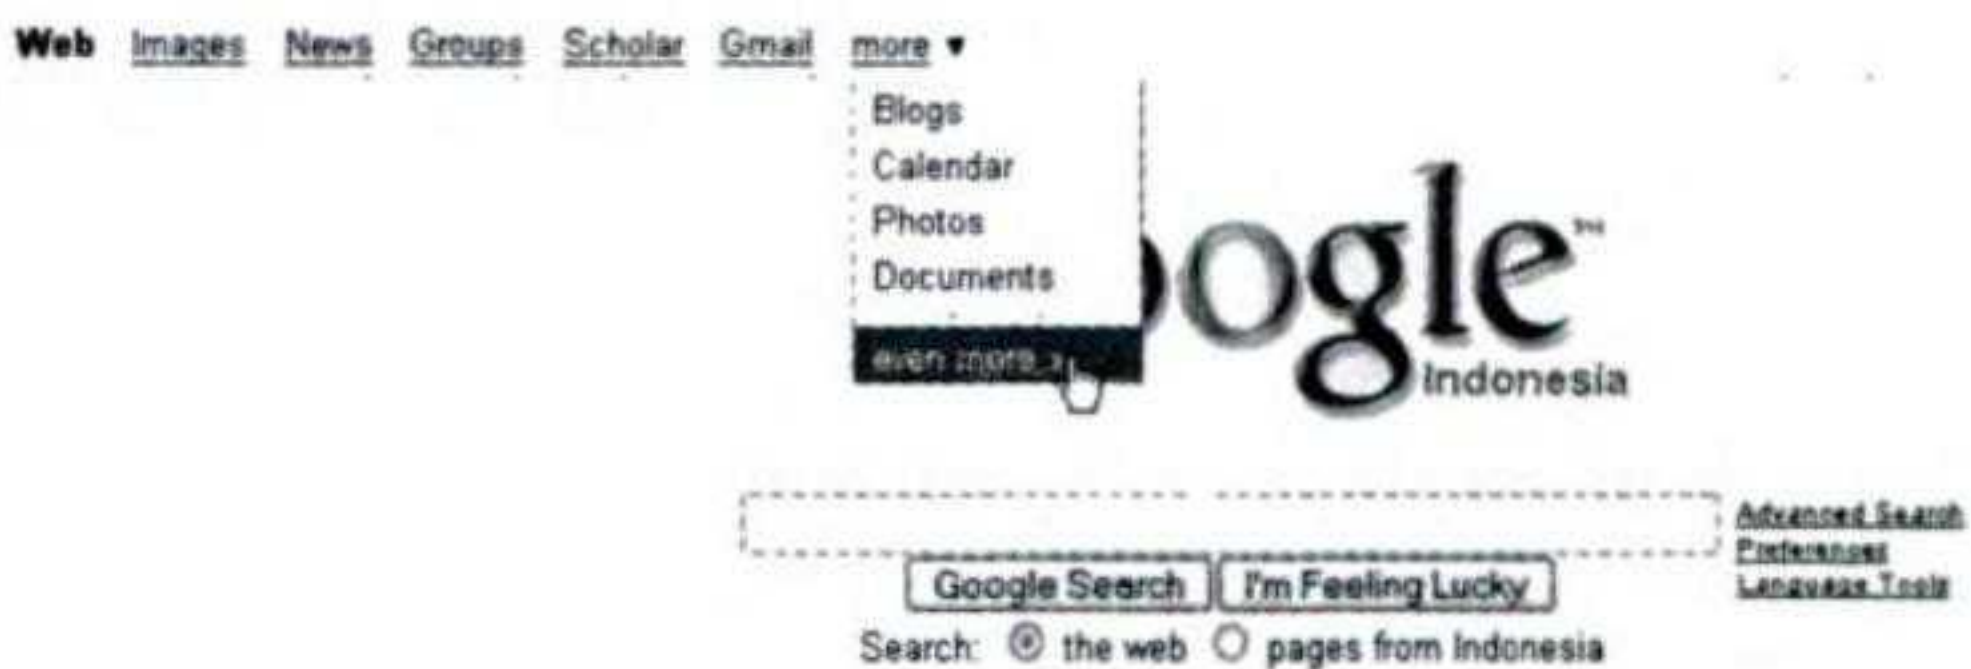 Web Images News Groups Scholar Gmail more ▼
Blogs
Calendar
Photos
Documents
even more »
ogle™
Indonesia
Advanced Search
Preferences
Language Tools
Google Search I'm Feeling Lucky
Search: the web pages from Indonesia